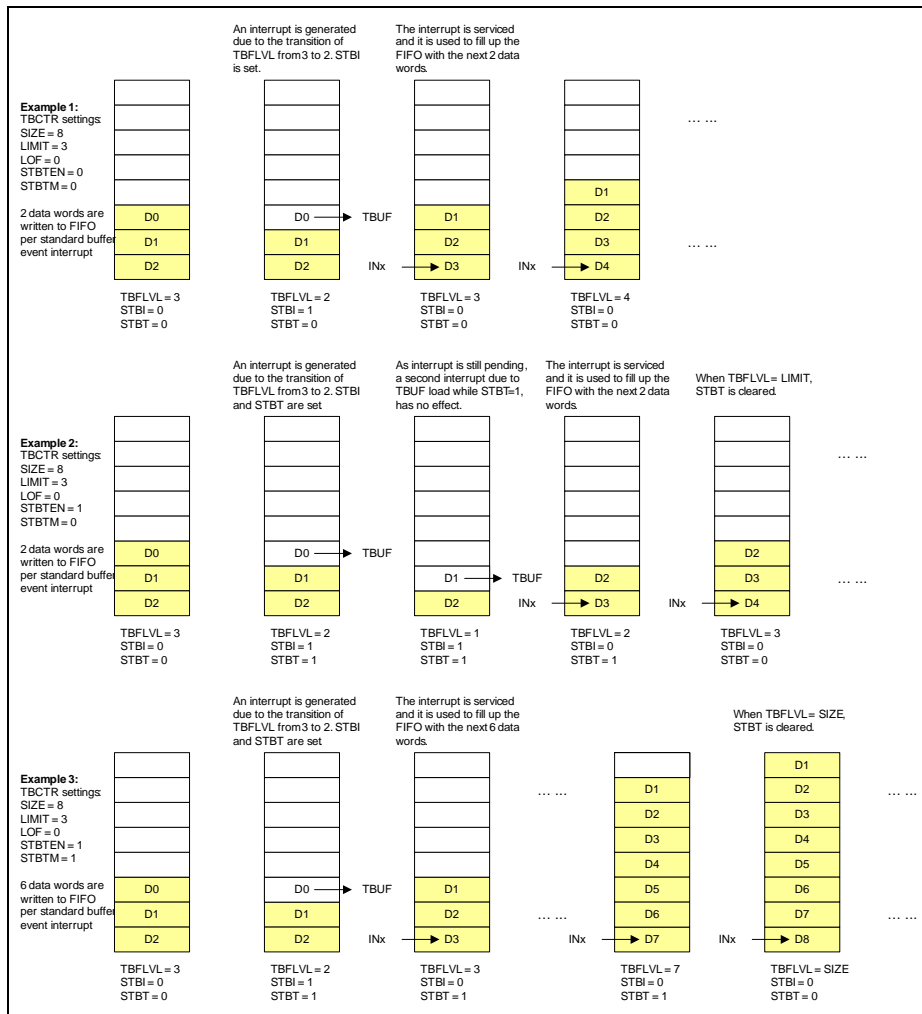 An interrupt is generated
due to the transition of
TBFLVL from 3 to 2. STBI
is set.
The interrupt is serviced
and it is used to fill up the
FIFO with the next 2 data
words.
Example 1:
TBCTR settings:
SIZE = 8
LIMIT = 3
LOF = 0
STBTEN = 0
STBTM = 0
2 data words are
written to FIFO
per standard buffer
event interrupt
... ...
D1
D0
D0
TBUF
D1
D2
D1
D1
D2
D3
... ...
D2
D2
INx
D3
INx
D4
TBFLVL = 3
STBI = 0
STBT = 0
TBFLVL = 2
STBI = 1
STBT = 0
TBFLVL = 3
STBI = 0
STBT = 0
TBFLVL = 4
STBI = 0
STBT = 0
An interrupt is generated
due to the transition of
TBFLVL from 3 to 2. STBI
and STBT are set
As interrupt is still pending,
a second interrupt due to
TBUF load while STBT=1,
has no effect.
The interrupt is serviced
and it is used to fill up the
FIFO with the next 2 data
words.
When TBFLVL = LIMIT,
STBT is cleared.
Example 2:
TBCTR settings:
SIZE = 8
LIMIT = 3
LOF = 0
STBTEN = 1
STBTM = 0
2 data words are
written to FIFO
per standard buffer
event interrupt
... ...
D0
D0
TBUF
D2
D1
D1
D1
TBUF
D2
D3
... ...
D2
D2
D2
INx
D3
INx
D4
TBFLVL = 3
STBI = 0
STBT = 0
TBFLVL = 2
STBI = 1
STBT = 1
TBFLVL = 1
STBI = 1
STBT = 1
TBFLVL = 2
STBI = 0
STBT = 1
TBFLVL = 3
STBI = 0
STBT = 0
An interrupt is generated
due to the transition of
TBFLVL from 3 to 2. STBI
and STBT are set
The interrupt is serviced
and it is used to fill up the
FIFO with the next 6 data
words.
When TBFLVL = SIZE,
STBT is cleared.
Example 3:
TBCTR settings:
SIZE = 8
LIMIT = 3
LOF = 0
STBTEN = 1
STBTM = 1
6 data words are
written to FIFO
per standard buffer
event interrupt
D1
... ...
D1
D2
... ...
D2
D3
D3
D4
D4
D5
D0
D0
TBUF
D1
D5
D6
D1
D1
D2
... ...
D6
D7
... ...
D2
D2
INx
D3
INx
D7
INx
D8
TBFLVL = 3
STBI = 0
STBT = 0
TBFLVL = 2
STBI = 1
STBT = 1
TBFLVL = 3
STBI = 0
STBT = 1
TBFLVL = 7
STBI = 0
STBT = 1
TBFLVL = SIZE
STBI = 0
STBT = 0